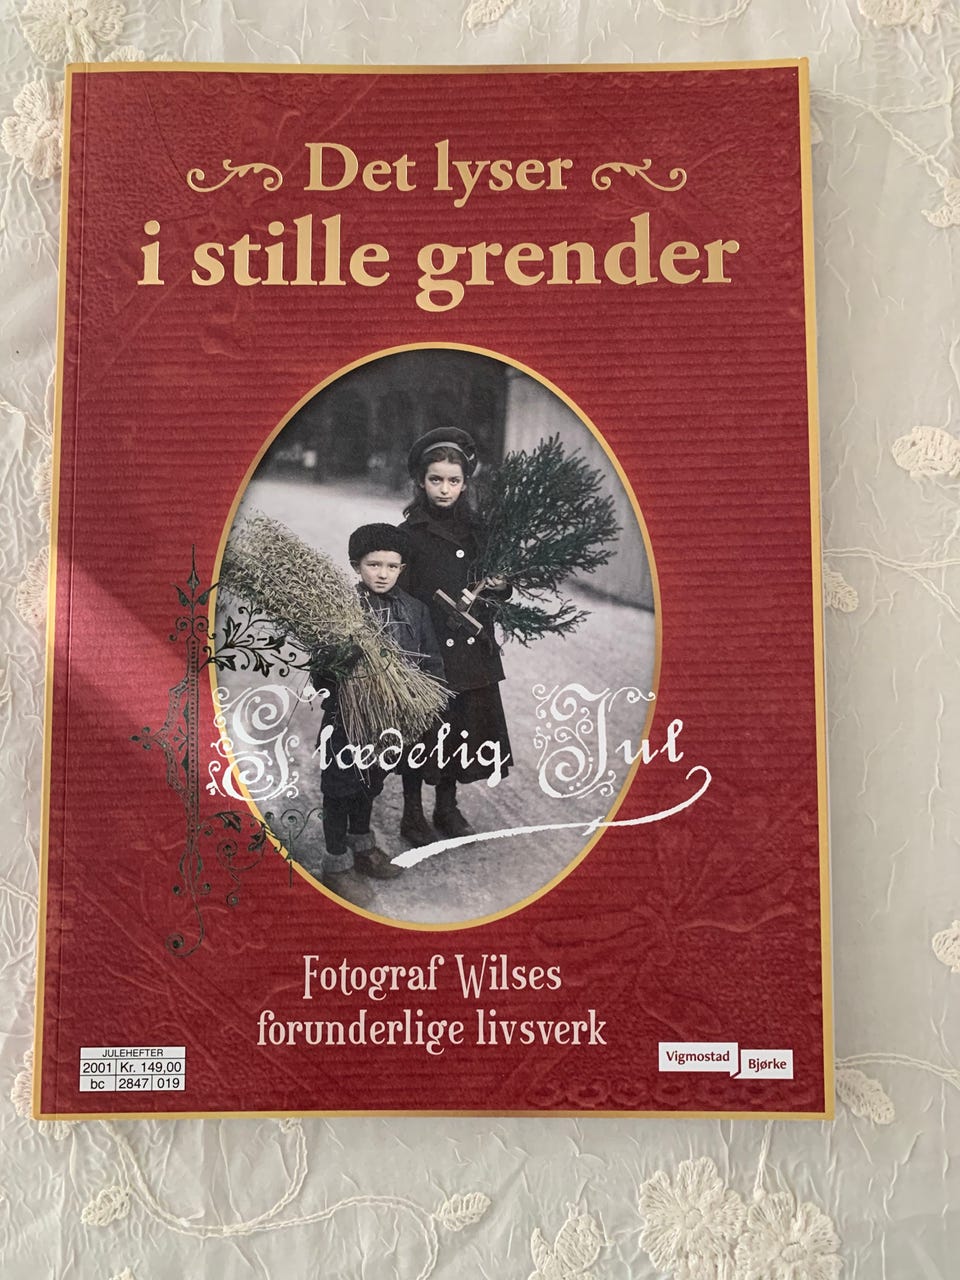 Det lyser
i stille grender
Glædelig Jul
Fotograf Wilses
forunderlige livsverk
JULEHEFTER
2001 Kr. 149,00
bc 2847 019
Vigmostad
Bjørke